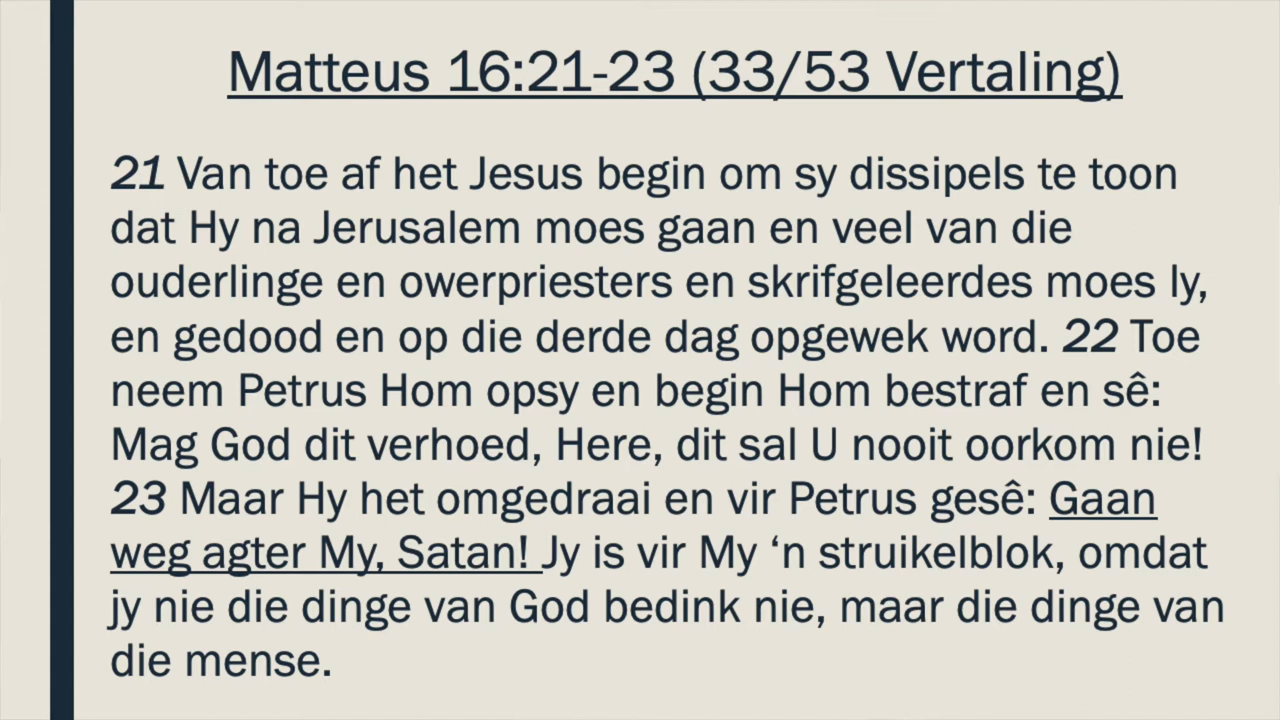 Matteus 16:21-23 (33/53 Vertaling)
21 Van toe af het Jesus begin om sy dissipels te toon
dat Hy na Jerusalem moes gaan en veel van die
ouderlinge en owerpriesters en skrifgeleerdes moes ly,
en gedood en op die derde dag opgewek word. 22 Toe
neem Petrus Hom opsy en begin Hom bestraf en sê:
Mag God dit verhoed, Here, dit sal U nooit oorkom nie!
23 Maar Hy het omgedraai en vir Petrus gesê: Gaan
weg agter My, Satan! Jy is vir My ‘n struikelblok, omdat
jy nie die dinge van God bedink nie, maar die dinge van
die mense.